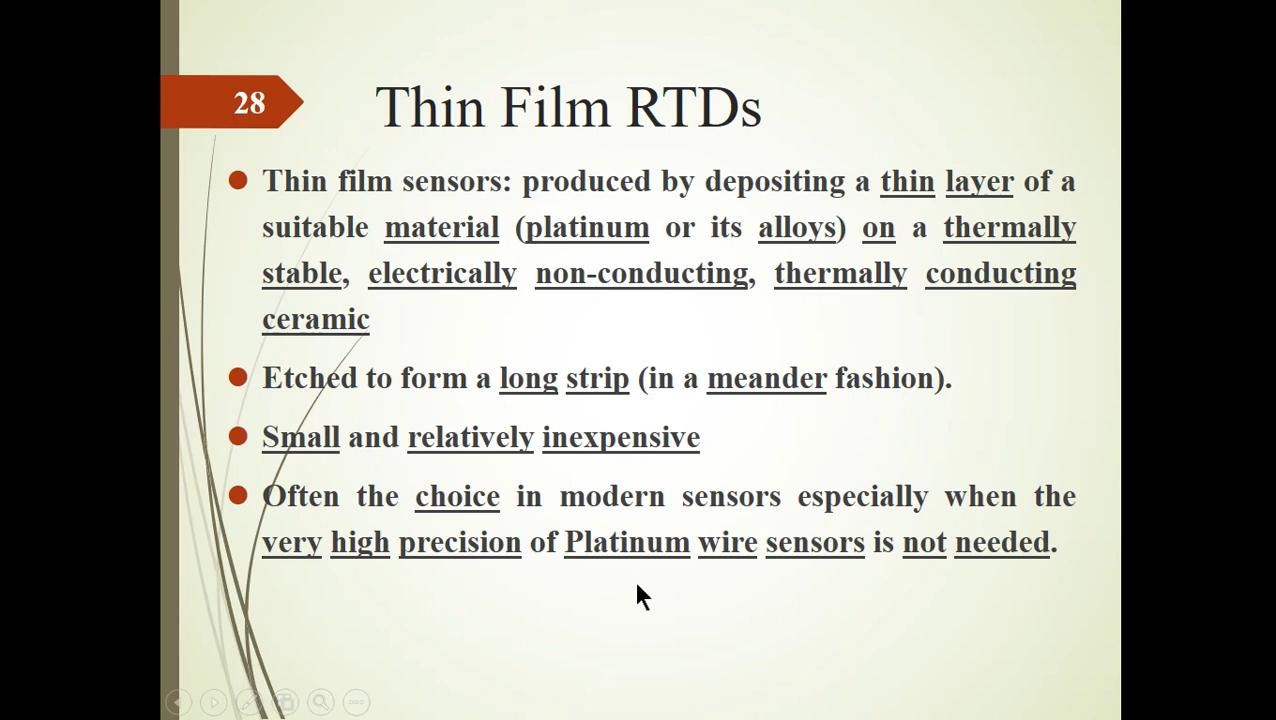 28
Thin Film RTDs
Thin film sensors: produced by depositing a thin layer of a
suitable material (platinum or its alloys) on a thermally
stable, electrically non-conducting, thermally conducting
ceramic
Etched to form a long strip (in a meander fashion).
Small and relatively inexpensive
Often the choice in modern sensors especially when the
very high precision of Platinum wire sensors is not needed.